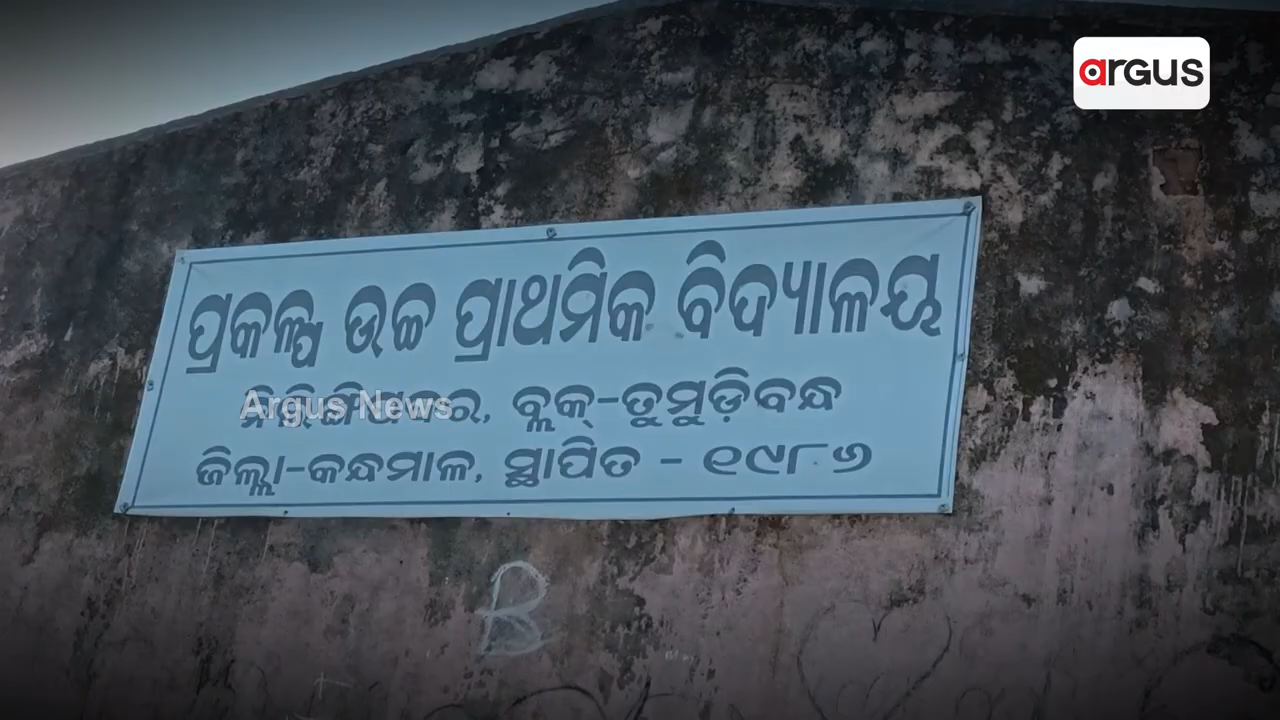 argus
ପ୍ରକଳ୍ପ ଉଚ୍ଚ ପ୍ରାଥମିକ ବିଦ୍ୟାଳୟ
Argus News
ବ୍ଲକ୍-ତୁମୁଡ଼ିବନ୍ଧ
ଜିଲ୍ଲା-କନ୍ଧମାଳ, ସ୍ଥାପିତ - ୧୯୮୬
B